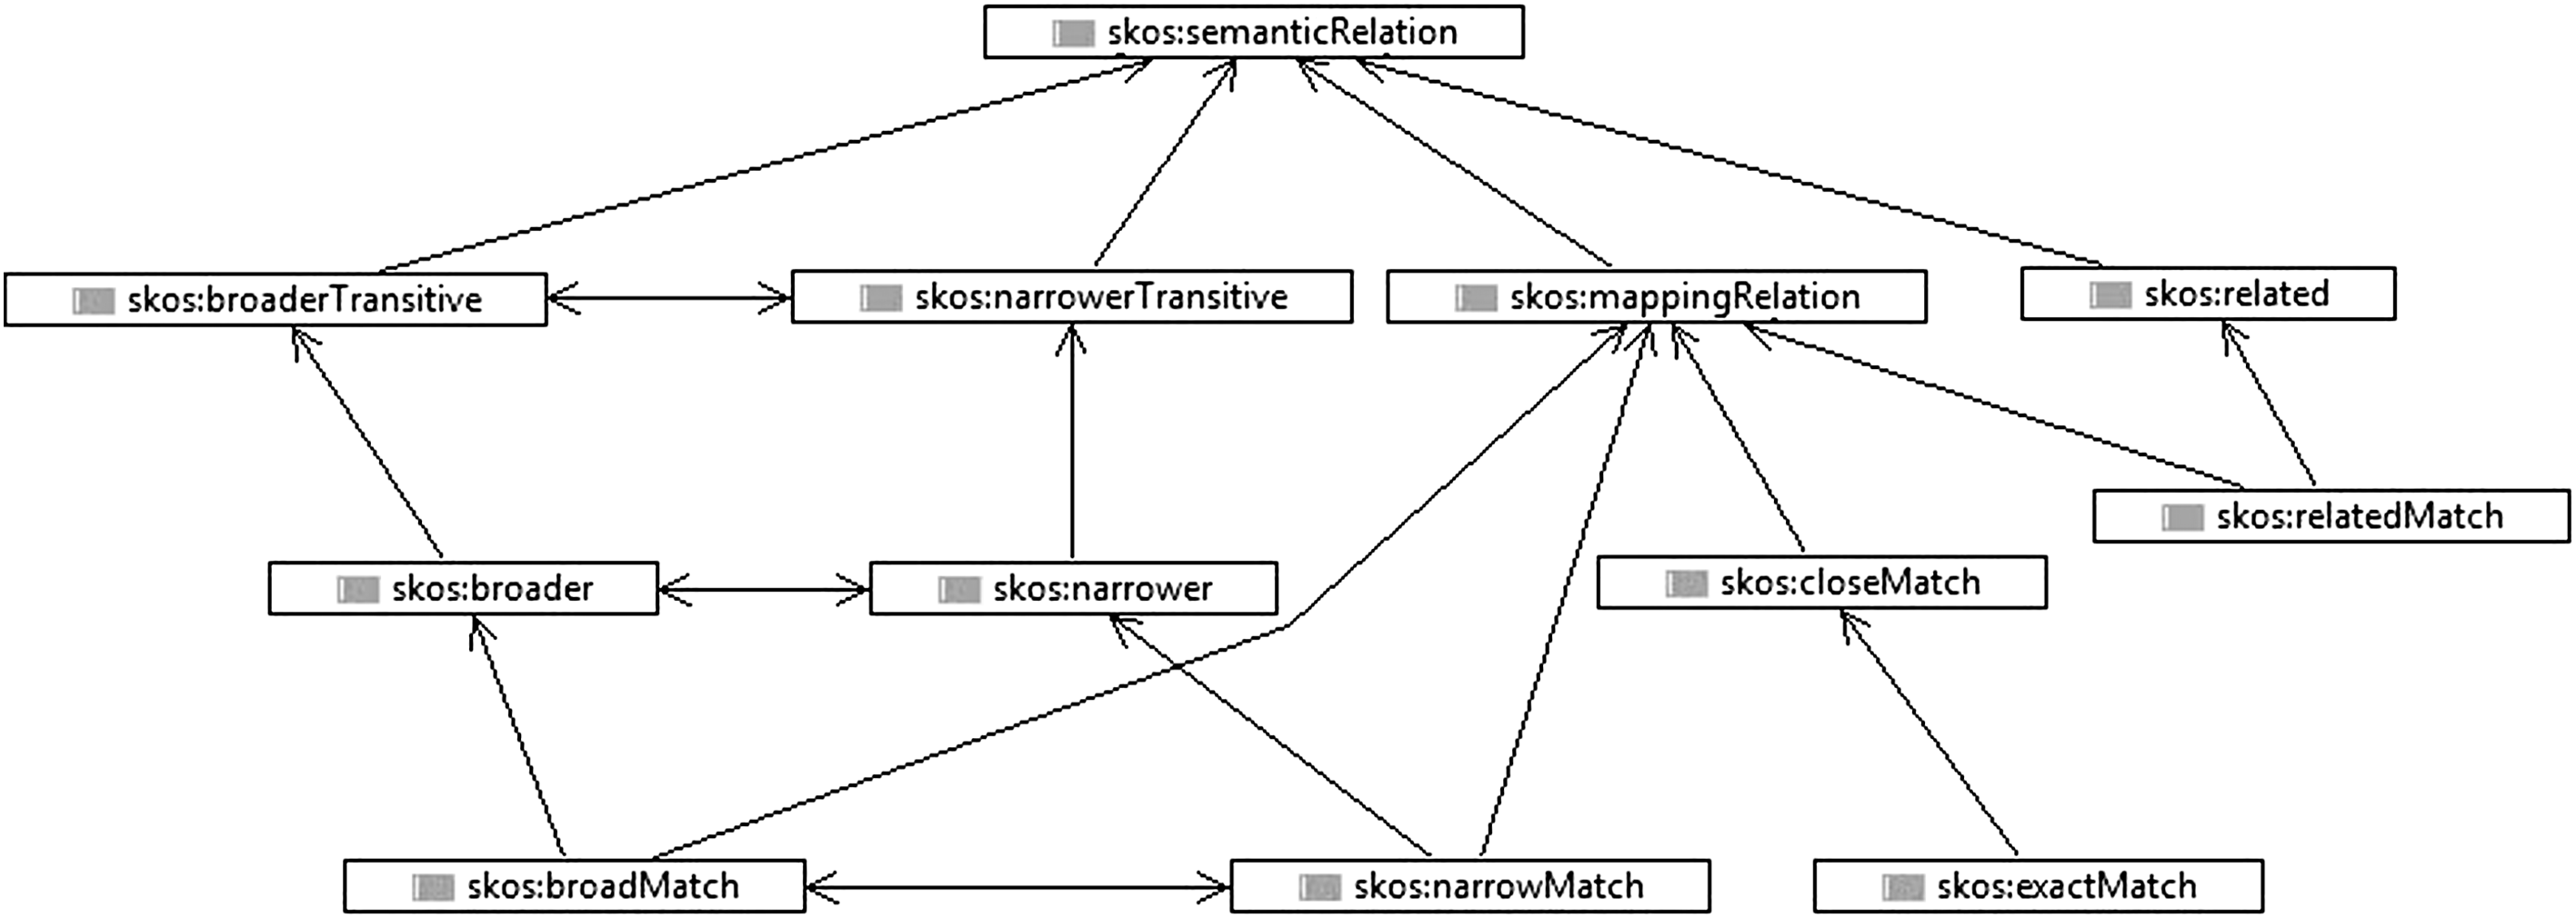 skos:semanticRelation
skos:broaderTransitive
skos:narrowerTransitive
skos:mappingRelation
skos:related
skos:relatedMatch
skos:broader
skos:narrower
skos:closeMatch
skos:broadMatch
skos:narrowMatch
skos:exactMatch